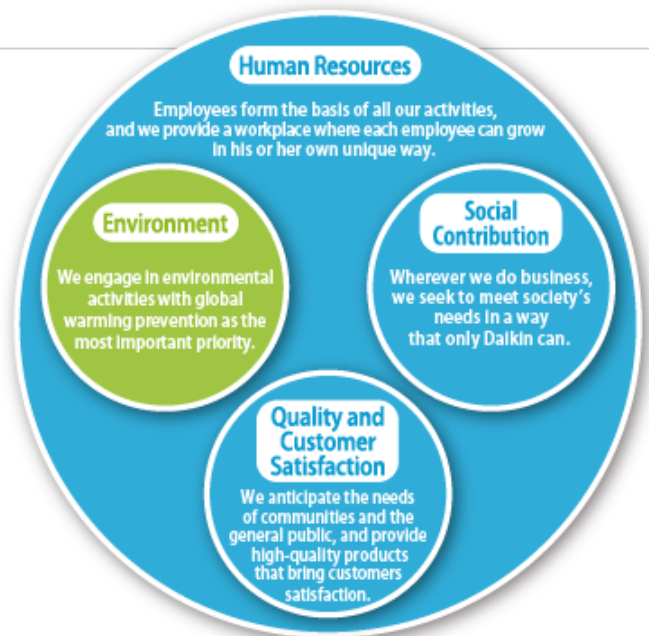 Human Resources
Employees form the basis of all our activities,
and we provide a workplace where each employee can grow
in his or her own unique way.
Environment
We engage in environmental
activities with global
warming prevention as the
most important priority.
Social
Contribution
Wherever we do business,
we seek to meet society's
needs in a way
that only Daikin can.
Quality and
Customer
Satisfaction
We anticipate the needs
of communities and the
general public, and provide
high-quality products
that bring customers
satisfaction.